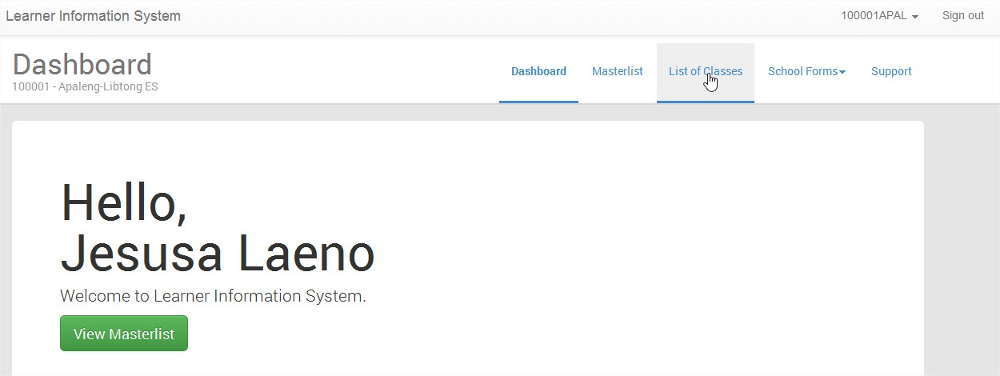 Learner Information System
100001APAL
Sign out
Dashboard
100001 - Apaleng-Libtong ES
Dashboard
Masterlist
List of Classes
School Forms
Support
Hello,
Jesusa Laeno
Welcome to Learner Information System.
View Masterlist